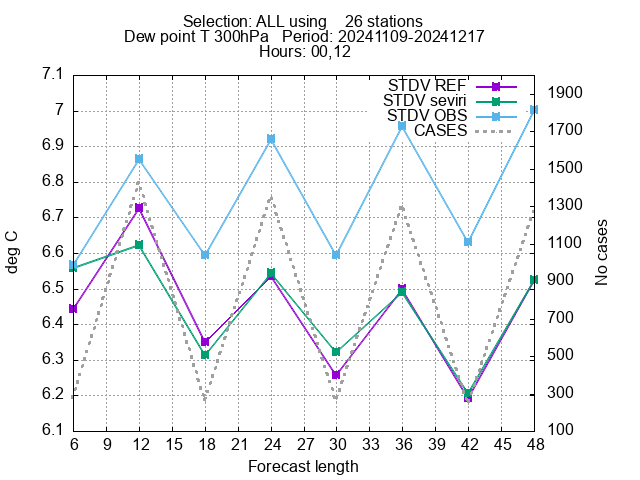 Selection: ALL using    26 stations
Dew point T 300hPa   Period: 20241109-20241217
Hours: 00,12
7.1
7
6.9
6.8
6.7
6.6
6.5
6.4
6.3
6.2
6.1
deg C
STDV REF
STDV seviri
STDV OBS
CASES
1900
1700
1500
1300
1100
900
700
500
300
100
No cases
6 9 12 15 18 21 24 27 30 33 36 39 42 45 48
Forecast length